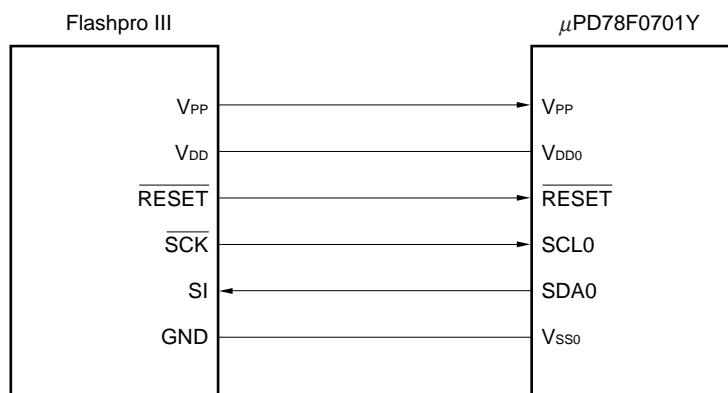 Flashpro III μPD78F0701Y
VPP VPP
VDD VDD0
RESET RESET
SCK SCL0
SI SDA0
GND VSS0